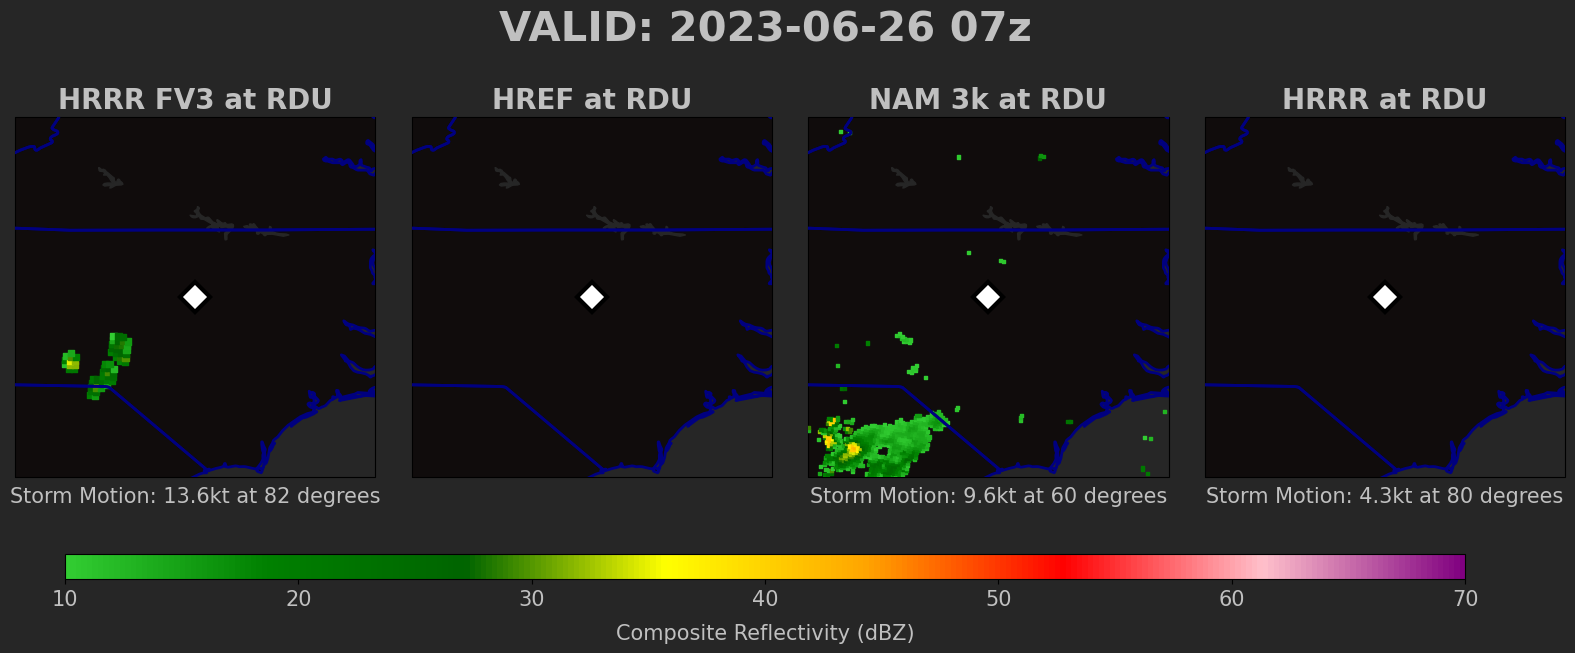 VALID: 2023-06-26 07z
HRRR FV3 at RDU
HREF at RDU
NAM 3k at RDU
HRRR at RDU
Storm Motion: 13.6kt at 82 degrees
Storm Motion: 9.6kt at 60 degrees
Storm Motion: 4.3kt at 80 degrees
10 20 30 40 50 60 70
Composite Reflectivity (dBZ)